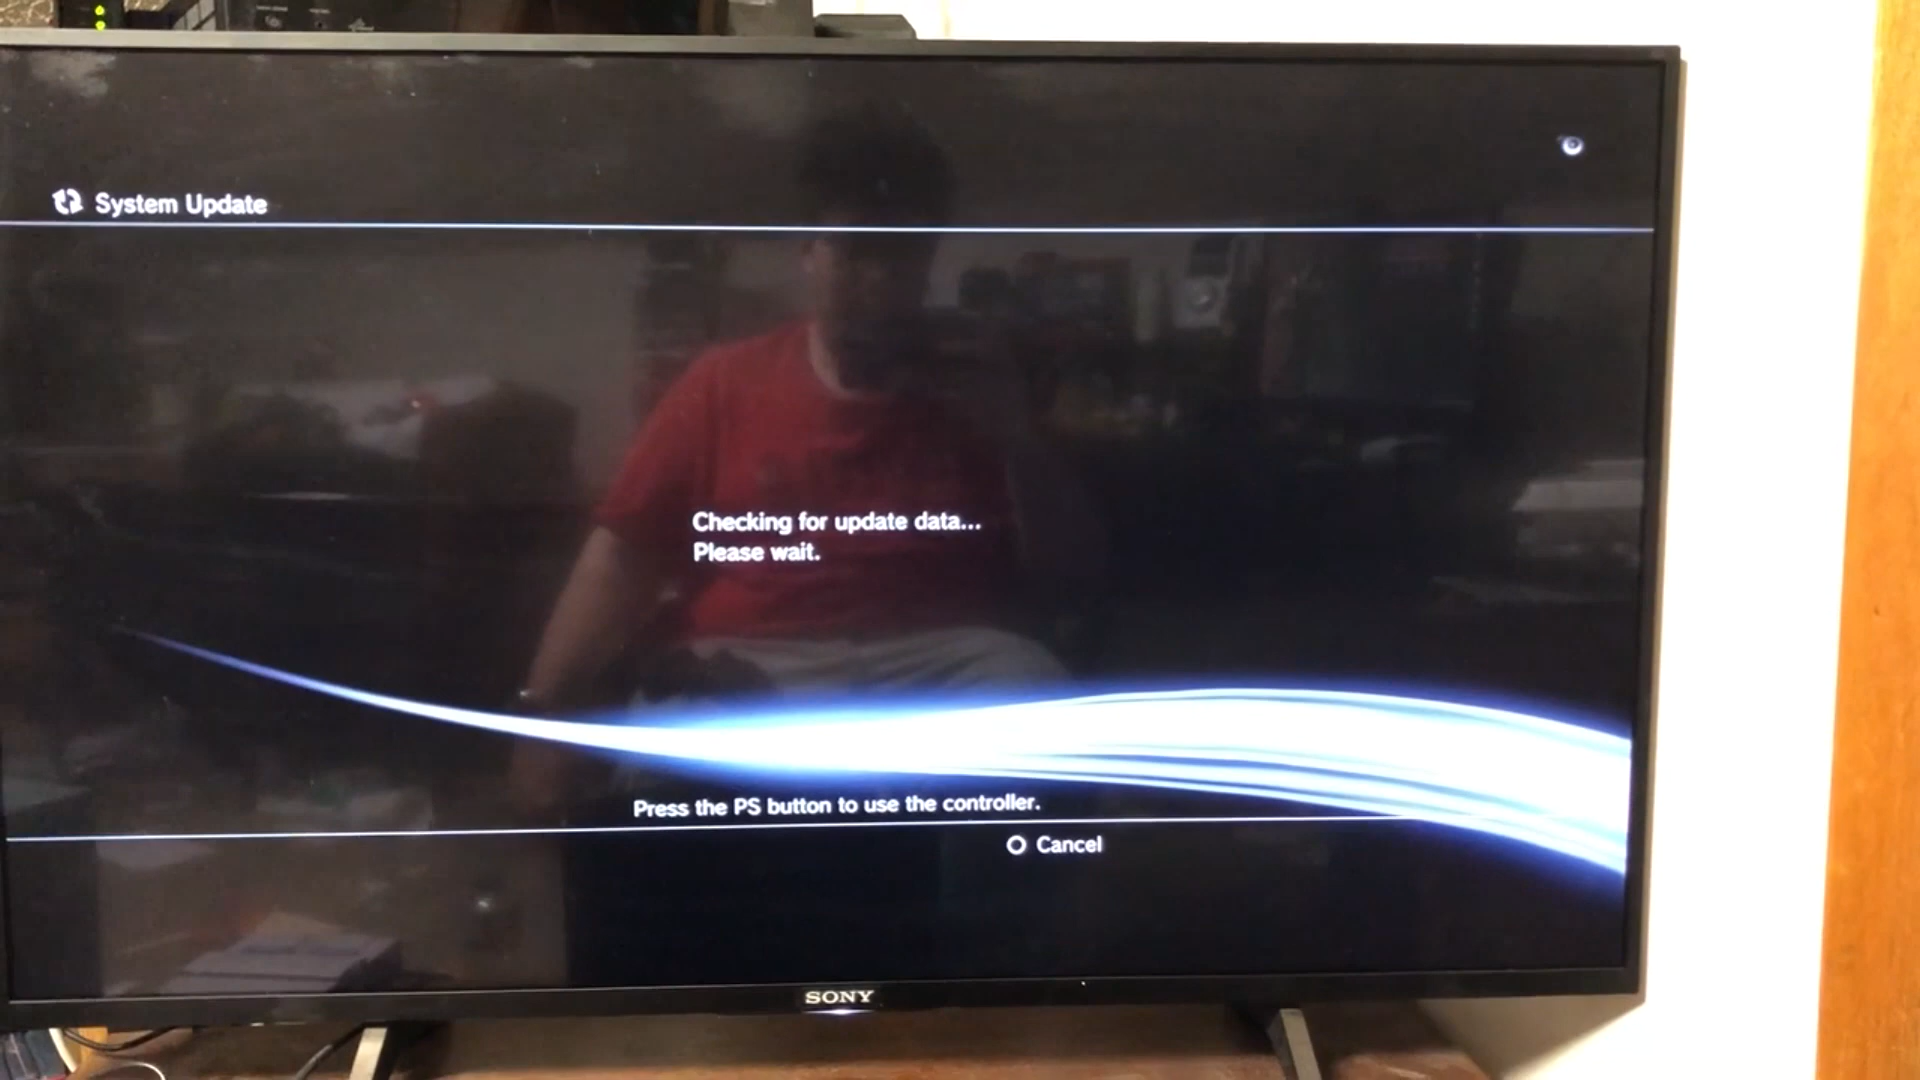 System Update
Checking for update data...
Please wait.
Press the PS button to use the controller.
Cancel
SONY